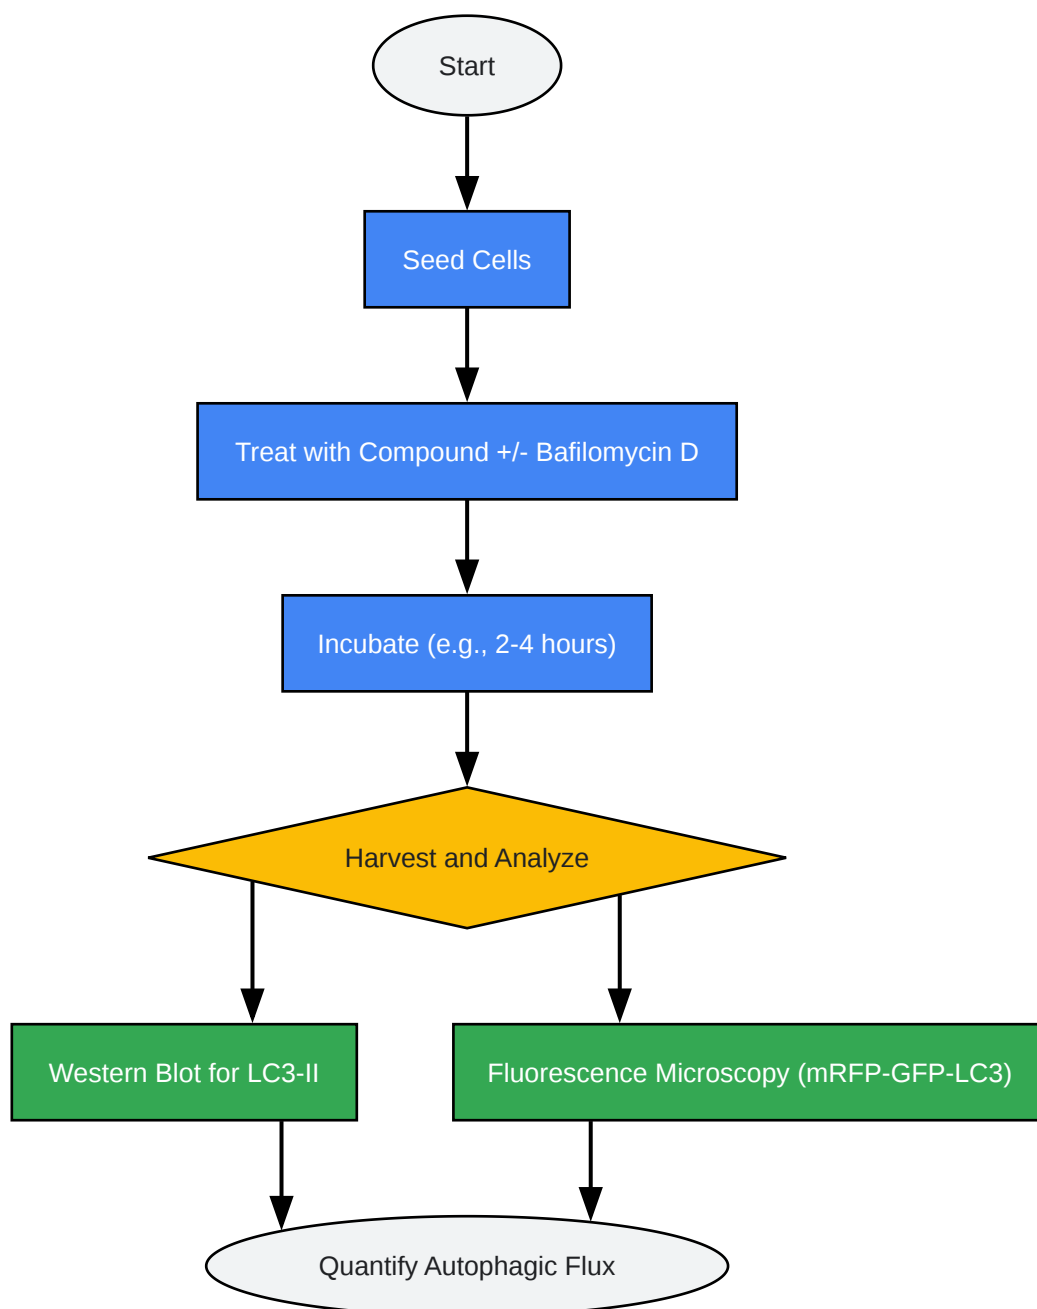 Start
Seed Cells
Treat with Compound +/- Bafilomycin D
Incubate (e.g., 2-4 hours)
Harvest and Analyze
Western Blot for LC3-II
Fluorescence Microscopy (mRFP-GFP-LC3)
Quantify Autophagic Flux